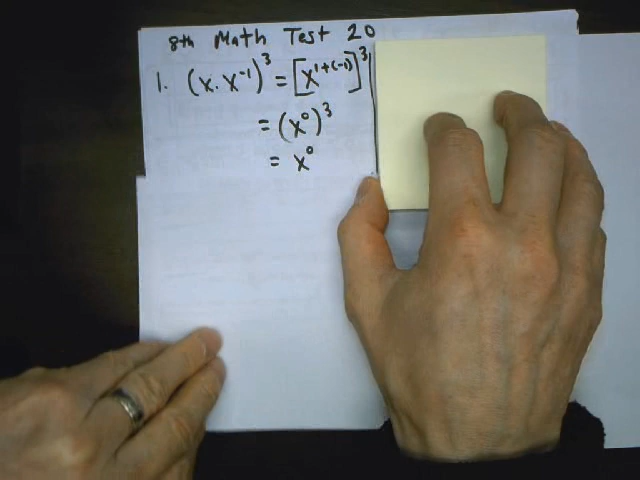 8th Math Test 20
1. (x·x⁻¹)³ = [x¹⁺⁽⁻¹⁾]³
= (x⁰)³
= x⁰